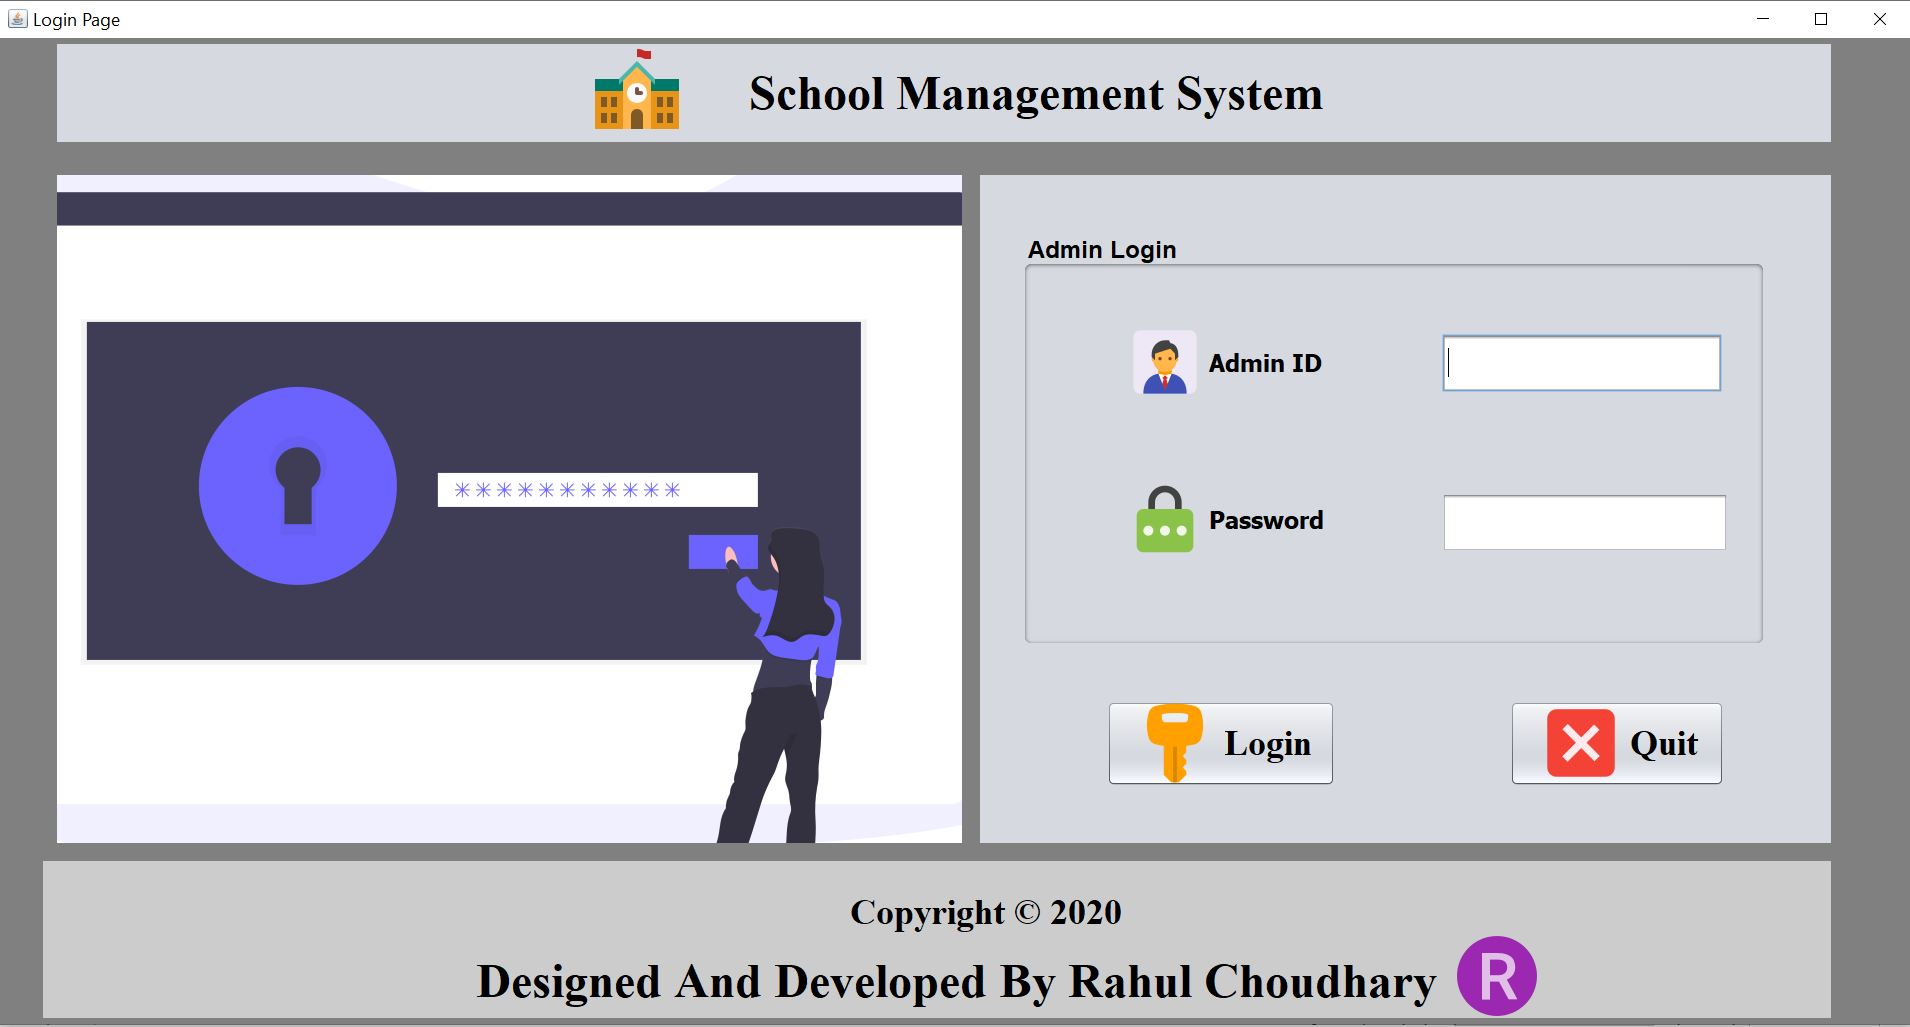 Login Page
School Management System
Admin Login
Admin ID
**********
Password
Login
Quit
Copyright © 2020
Designed And Developed By Rahul Choudhary R